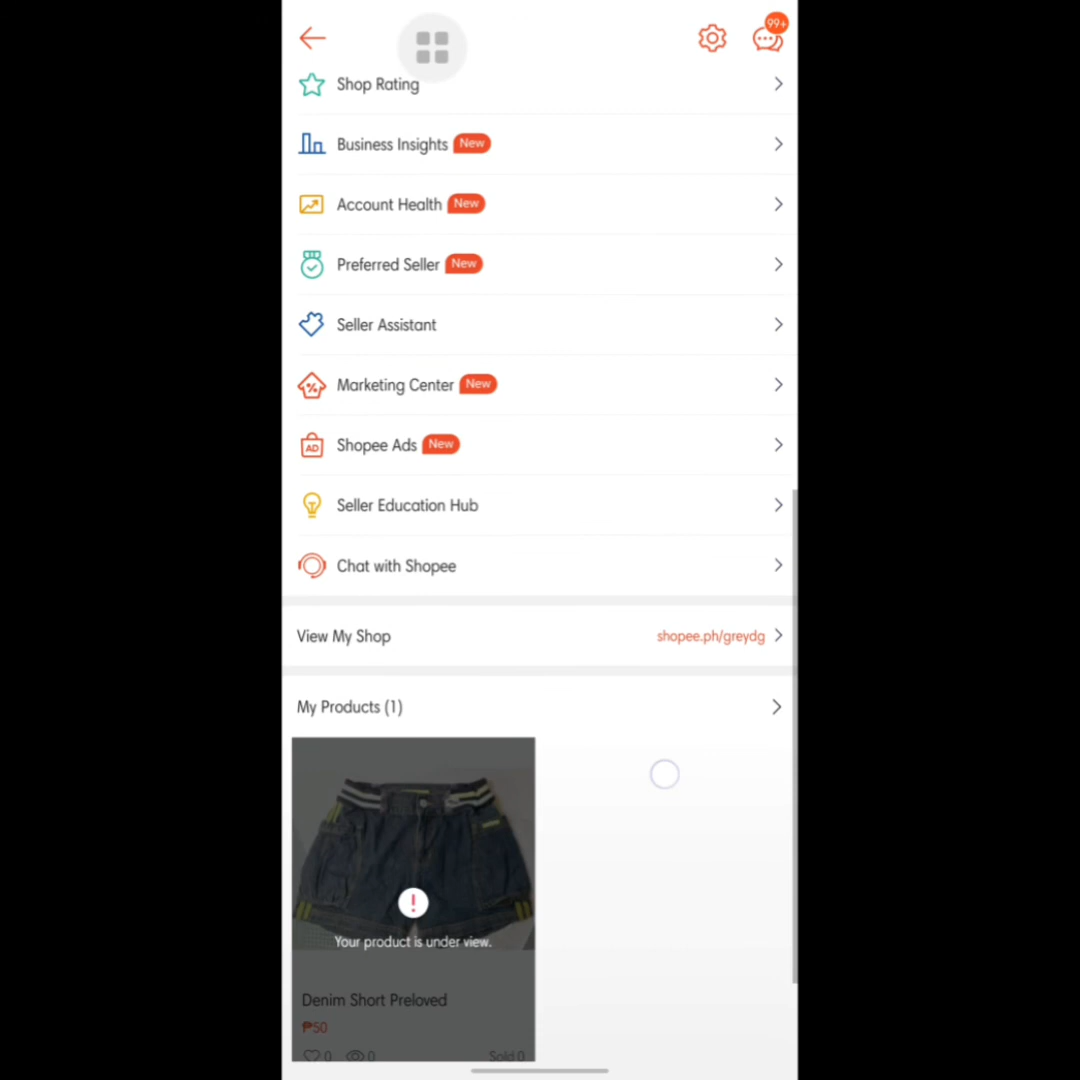 99+
Shop Rating
Business Insights New
Account Health New
Preferred Seller New
Seller Assistant
Marketing Center New
AD Shopee Ads New
Seller Education Hub
Chat with Shopee
View My Shop shopee.ph/greydg
My Products (1)
!
Your product is under view.
Denim Short Preloved
₱50
0 0 Sold 0